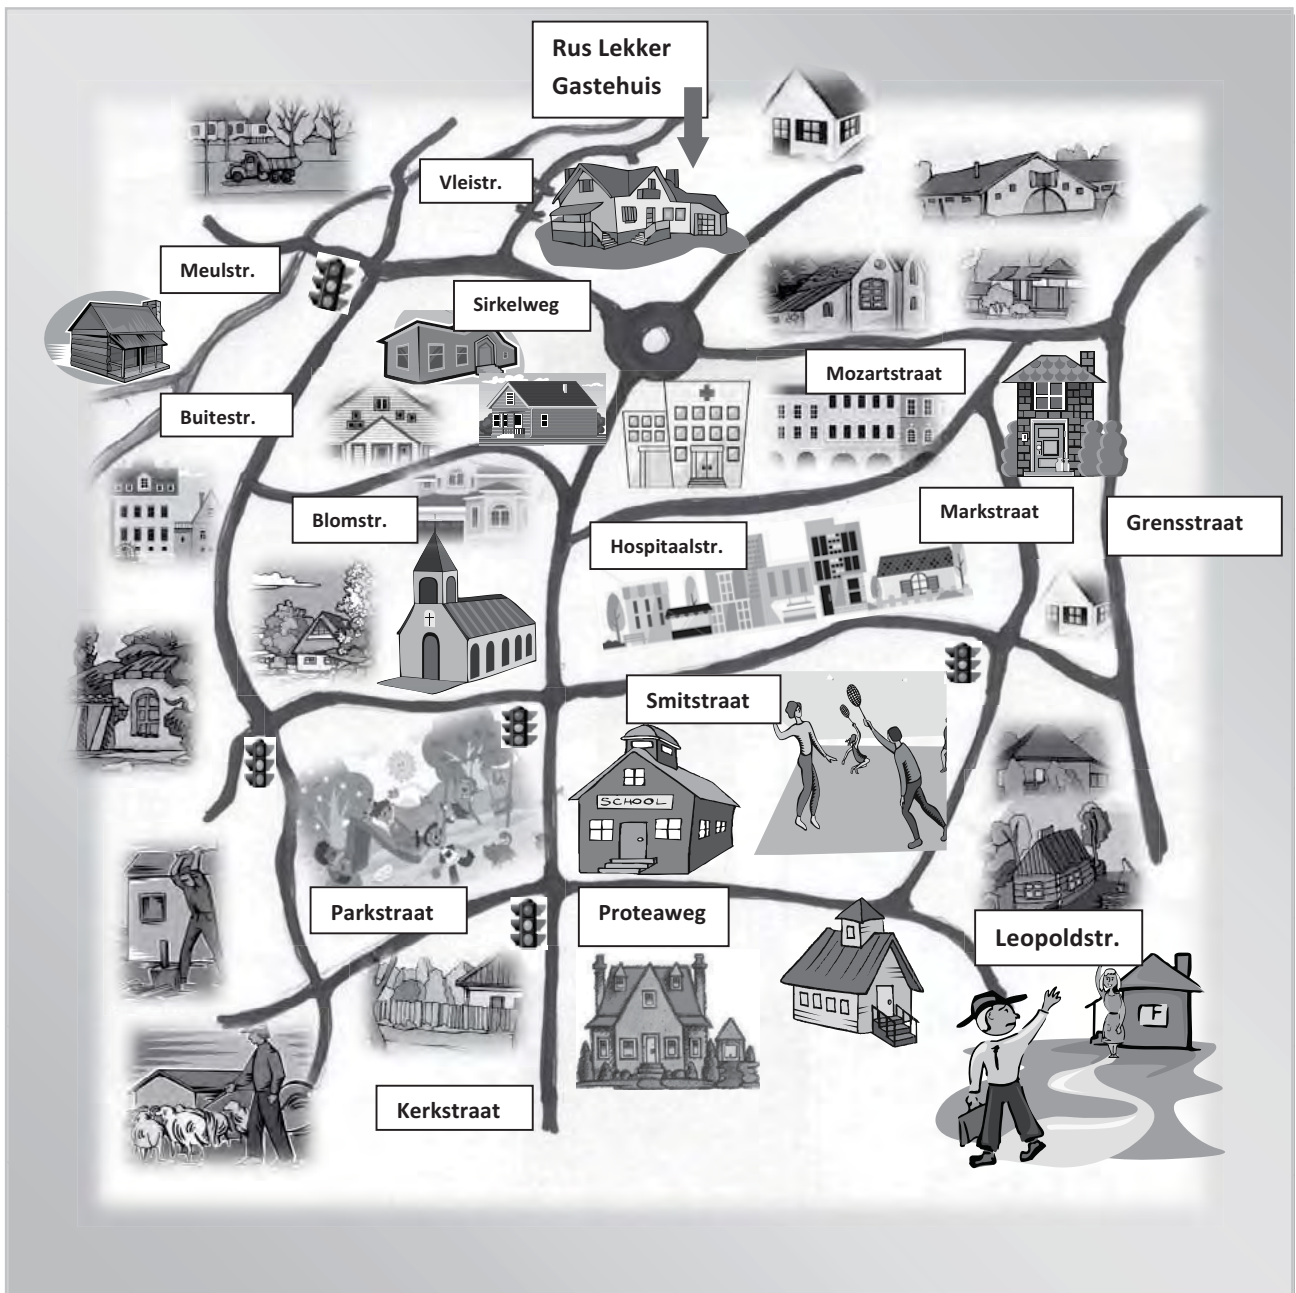 Rus Lekker
Gastehuis
Vleistr.
Meulstr.
Sirkelweg
Mozartstraat
Buitestr.
Blomstr.
Markstraat
Grensstraat
Hospitaalstr.
Smitstraat
SCHOOL
Parkstraat
Proteaweg
Leopoldstr.
F
Kerkstraat